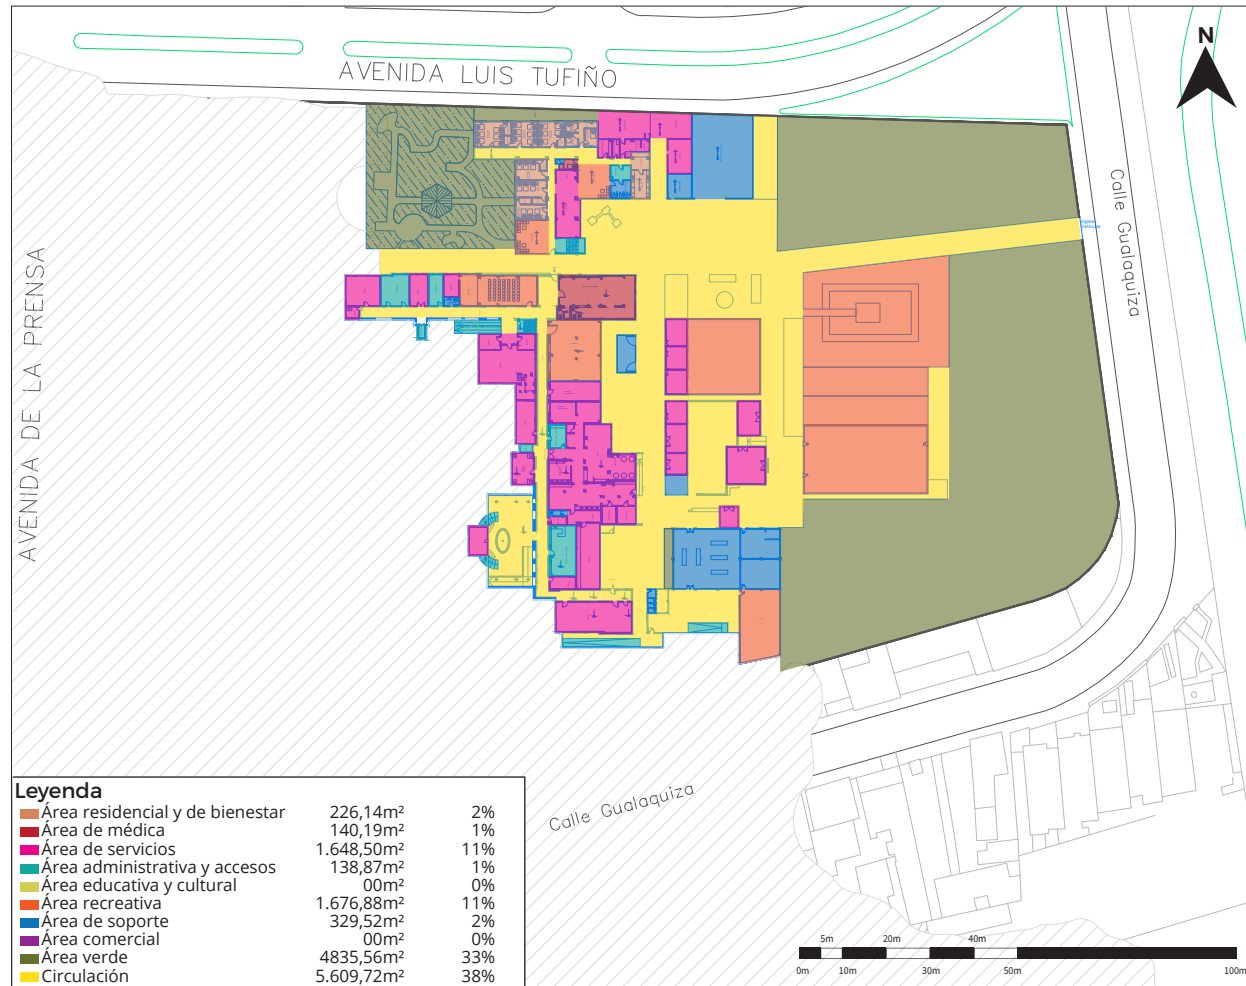 AVENIDA LUIS TUFIÑO
N
Calle Gualaquiza
Ingreso
Vehicular
AVENIDA DE LA PRENSA
Calle Gualaquiza
Leyenda
Área residencial y de bienestar 226,14m² 2%
Área de médica 140,19m² 1%
Área de servicios 1.648,50m² 11%
Área administrativa y accesos 138,87m² 1%
Área educativa y cultural 00m² 0%
Área recreativa 1.676,88m² 11%
Área de soporte 329,52m² 2%
Área comercial 00m² 0%
Área verde 4835,56m² 33%
Circulación 5.609,72m² 38%
5m 20m 40m
0m 10m 30m 50m 100m